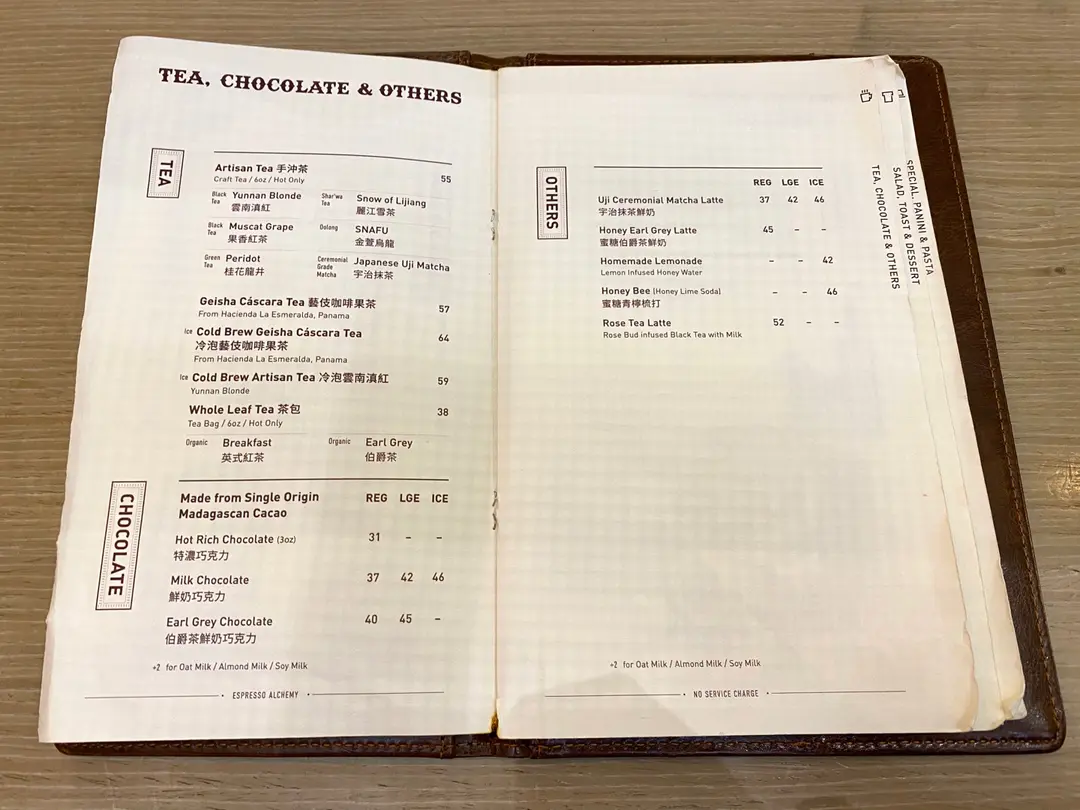 TEA, CHOCOLATE & OTHERS
TEA
Artisan Tea 手沖茶
Craft Tea / 6oz / Hot Only 55
Black Tea Yunnan Blonde
雲南滇紅
Shar'wa Tea Snow of Lijiang
麗江雪茶
Black Tea Muscat Grape
果香紅茶
Oolong SNAFU
金萱烏龍
Green Tea Peridot
桂花龍井
Ceremonial Grade Matcha Japanese Uji Matcha
宇治抹茶
Geisha Cáscara Tea 藝伎咖啡果茶 57
From Hacienda La Esmeralda, Panama
Ice Cold Brew Geisha Cáscara Tea 64
冷泡藝伎咖啡果茶
From Hacienda La Esmeralda, Panama
Ice Cold Brew Artisan Tea 冷泡雲南滇紅 59
Yunnan Blonde
Whole Leaf Tea 茶包 38
Tea Bag / 6oz / Hot Only
Organic Breakfast
英式紅茶
Organic Earl Grey
伯爵茶
CHOCOLATE
Made from Single Origin REG LGE ICE
Madagascan Cacao
Hot Rich Chocolate (3oz) 31 – –
特濃巧克力
Milk Chocolate 37 42 46
鮮奶巧克力
Earl Grey Chocolate 40 45 –
伯爵茶鮮奶巧克力
+2 for Oat Milk / Almond Milk / Soy Milk
ESPRESSO ALCHEMY
OTHERS
REG LGE ICE
Uji Ceremonial Matcha Latte 37 42 46
宇治抹茶鮮奶
Honey Earl Grey Latte 45 – –
蜜糖伯爵茶鮮奶
Homemade Lemonade – – 42
Lemon Infused Honey Water
Honey Bee (Honey Lime Soda) – – 46
蜜糖青檸梳打
Rose Tea Latte 52 – –
Rose Bud infused Black Tea with Milk
+2 for Oat Milk / Almond Milk / Soy Milk
NO SERVICE CHARGE
SPECIAL, PANINI & PASTA
SALAD, TOAST & DESSERT
TEA, CHOCOLATE & OTHERS